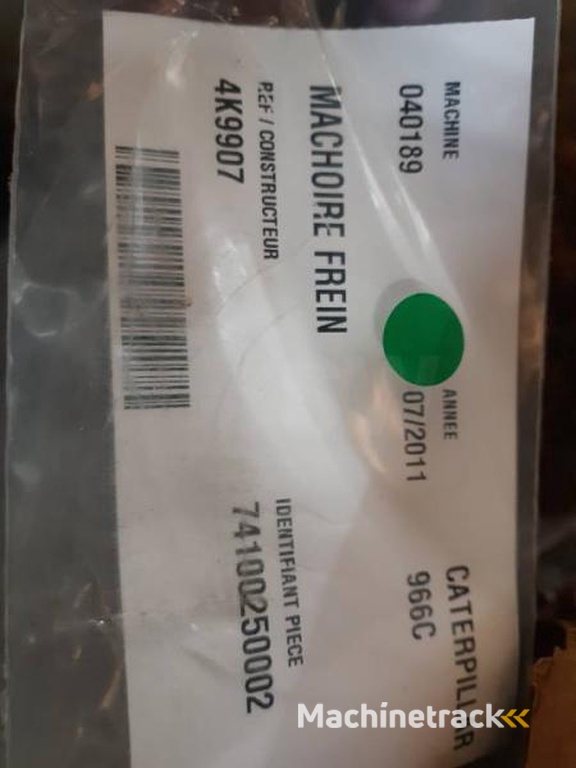 MACHINE ANNEE CATERPILLAR
040189 07/2011 966C
MACHOIRE FREIN
REF / CONSTRUCTEUR IDENTIFIANT PIECE
4K9907 74100250002
Machinetrack